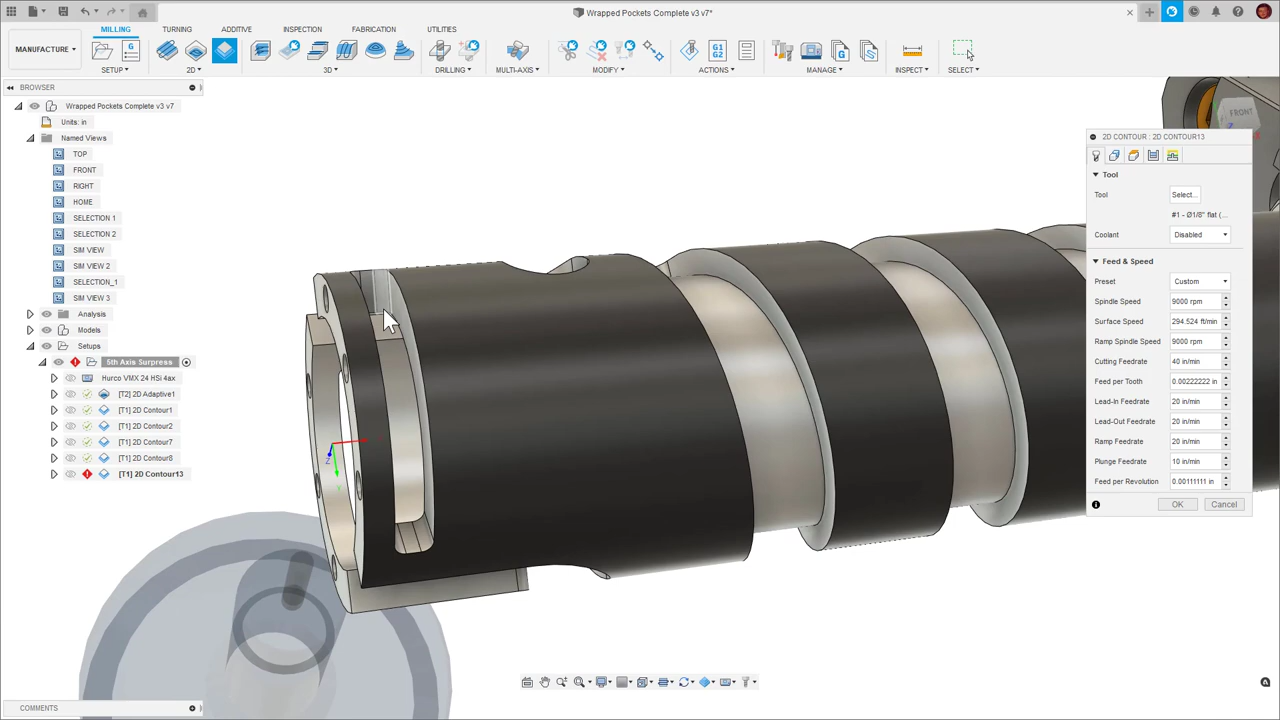 Wrapped Pockets Complete v3 v7*
MILLING TURNING ADDITIVE INSPECTION FABRICATION UTILITIES
MANUFACTURE
G1
G2
SETUP 2D 3D DRILLING MULTI-AXIS MODIFY ACTIONS MANAGE INSPECT SELECT
BROWSER
Wrapped Pockets Complete v3 v7
Units: in
Named Views
TOP
FRONT
RIGHT
HOME
SELECTION 1
SELECTION 2
SIM VIEW
SIM VIEW 2
SELECTION_1
SIM VIEW 3
Analysis
Models
Setups
5th Axis Surpress
Hurco VMX 24 HSi 4ax
[T2] 2D Adaptive1
[T1] 2D Contour1
[T1] 2D Contour2
[T1] 2D Contour7
[T1] 2D Contour8
[T1] 2D Contour13
FRONT
2D CONTOUR : 2D CONTOUR13
Tool
Tool Select...
#1 - Ø1/8" flat (...
Coolant Disabled
Feed & Speed
Preset Custom
Spindle Speed 9000 rpm
Surface Speed 294.524 ft/min
Ramp Spindle Speed 9000 rpm
Cutting Feedrate 40 in/min
Feed per Tooth 0.00222222 in
Lead-In Feedrate 20 in/min
Lead-Out Feedrate 20 in/min
Ramp Feedrate 20 in/min
Plunge Feedrate 10 in/min
Feed per Revolution 0.00111111 in
OK Cancel
Z
COMMENTS